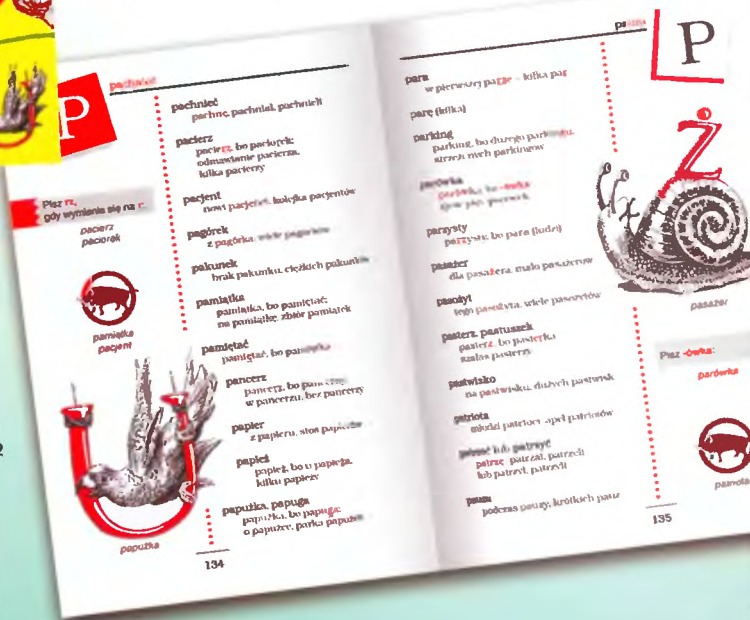 P
pachnieć
pachnieć
pachnę, pachniał, pachnieli
pacierz
pacierz, bo paciorek;
odmawianie pacierza,
kilka pacierzy
pacjent
nowi pacjenci, kolejka pacjentów
pagórek
z pagórka, wiele pagórków
pakunek
brak pakunku, ciężkich pakunków
pamiątka
pamiątka, bo pamiętać;
na pamiątkę, zbiór pamiątek
pamiętać
pamiętać, bo pamiątka
pancerz
pancerz, bo pancerny;
w pancerzu, bez pancerzy
papier
z papieru, stos papierów
papież
papież, bo u papieża,
kilku papieży
papużka, papuga
papużka, bo papuga;
o papużce, parka papużek
Pisz rz,
gdy wymienia się na r:
pacierz
paciorek
pamiątka
pacjent
papużka
134
pauza
P
para
w pierwszej parze – kilka par
parę (kilka)
parking
parking, bo dużego parkingu,
strzeżonych parkingów
parówka
parówka, bo -ówka
parzysty
parzysty, bo para (ludzi)
pasażer
dla pasażera, mało pasażerów
pasożyt
tego pasożyta, wiele pasożytów
pasterz, pastuszek
pasterz, bo pasterka
szałas pasterzy
pastwisko
na pastwisku, dużych pastwisk
patriota
młodzi patrioci, apel patriotów
patrzeć lub patrzyć
patrzę, patrzał, patrzeli
lub patrzył, patrzyli
pauza
podczas pauzy, krótkich pauz
Ż
pasażer
Pisz -ówka:
parówka
patriota
135
2